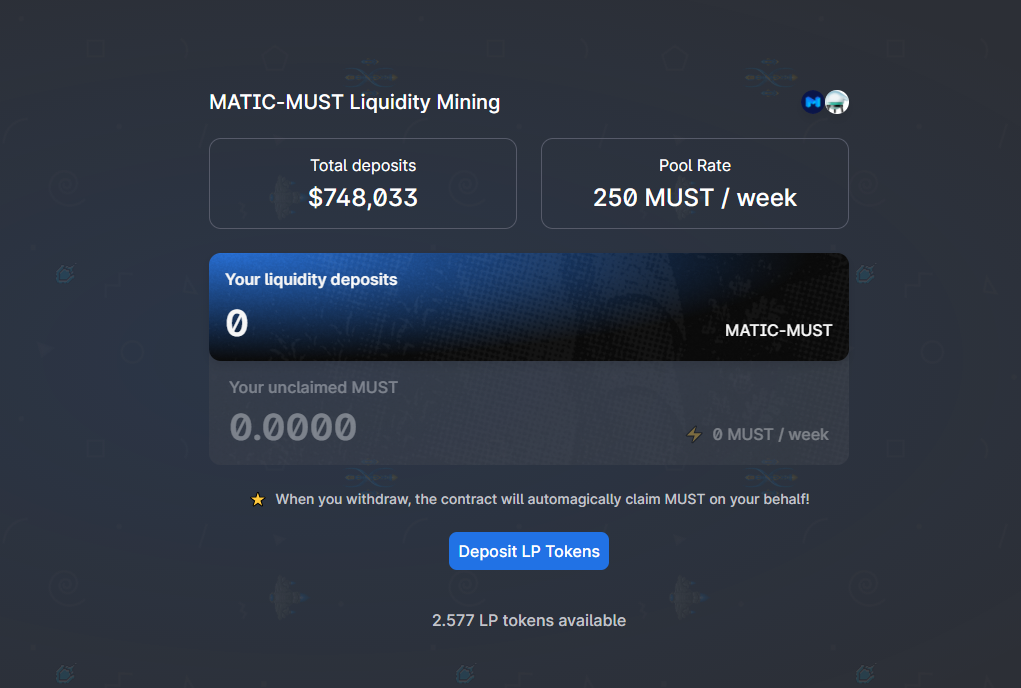 MATIC-MUST Liquidity Mining
Total deposits
$748,033
Pool Rate
250 MUST / week
Your liquidity deposits
0
MATIC-MUST
Your unclaimed MUST
0.0000
0 MUST / week
When you withdraw, the contract will automagically claim MUST on your behalf!
Deposit LP Tokens
2.577 LP tokens available